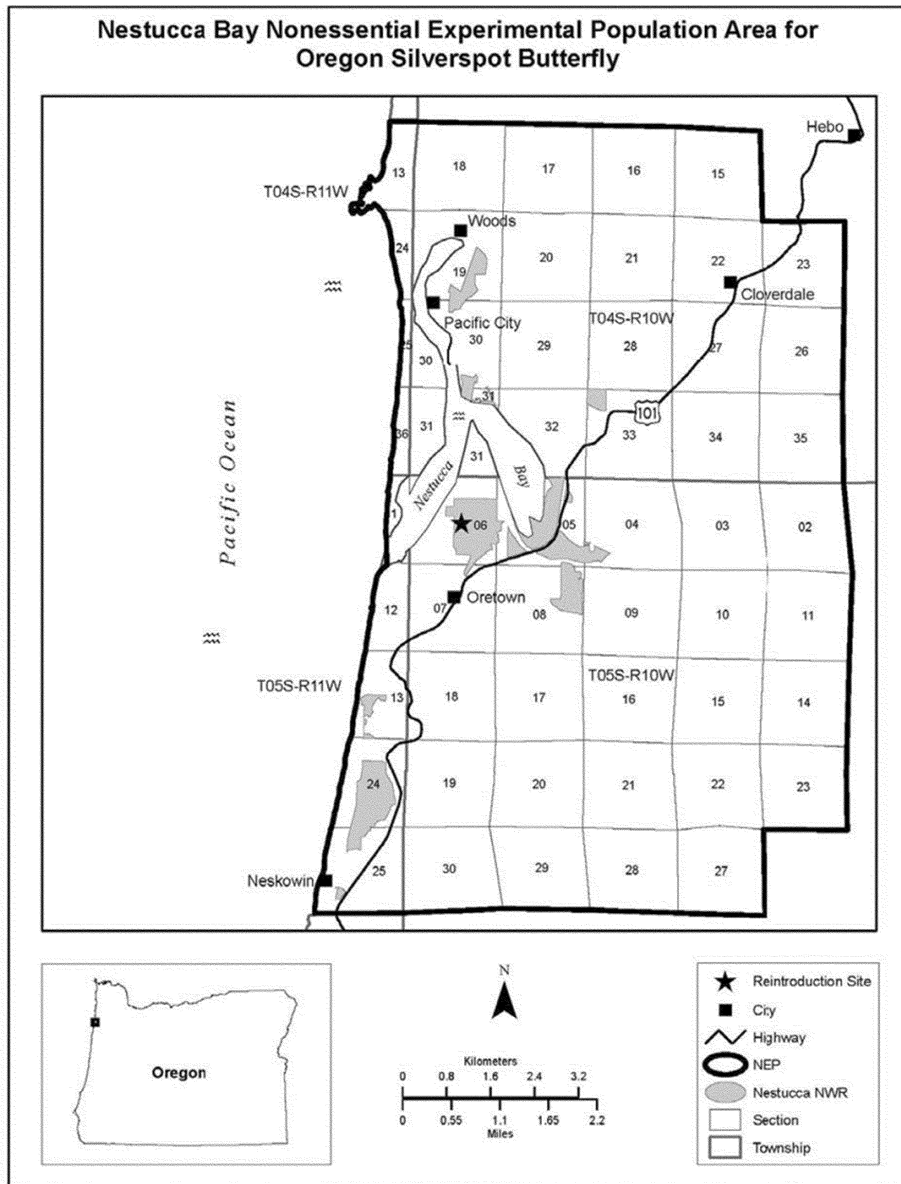 Nestucca Bay Nonessential Experimental Population Area for
Oregon Silverspot Butterfly
Hebo
13 18 17 16 15
T04S-R11W
Woods
24 19 20 21 22 23
Cloverdale
Pacific City
T04S-R10W
25 30 30 29 28 27 26
31
101
36 31 32 33 34 35
31
Pacific Ocean
Nestucca
Bay
1 06 05 04 03 02
Oretown
12 07 08 09 10 11
T05S-R11W
T05S-R10W
13 18 17 16 15 14
24 19 20 21 22 23
Neskowin
25 30 29 28 27
Oregon
N
Kilometers
0 0.8 1.6 2.4 3.2
0 0.55 1.1 1.65 2.2
Miles
Reintroduction Site
City
Highway
NEP
Nestucca NWR
Section
Township